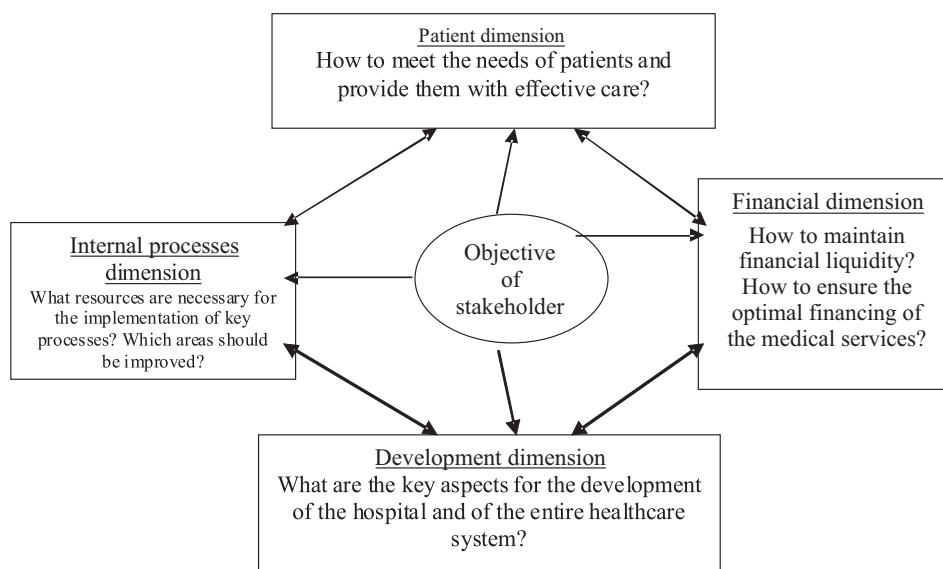 Patient dimension
How to meet the needs of patients and
provide them with effective care?
Financial dimension
How to maintain
financial liquidity?
How to ensure the
optimal financing of
the medical services?
Internal processes
dimension
What resources are necessary for
the implementation of key
processes? Which areas should
be improved?
Objective
of
stakeholder
Development dimension
What are the key aspects for the development
of the hospital and of the entire healthcare
system?